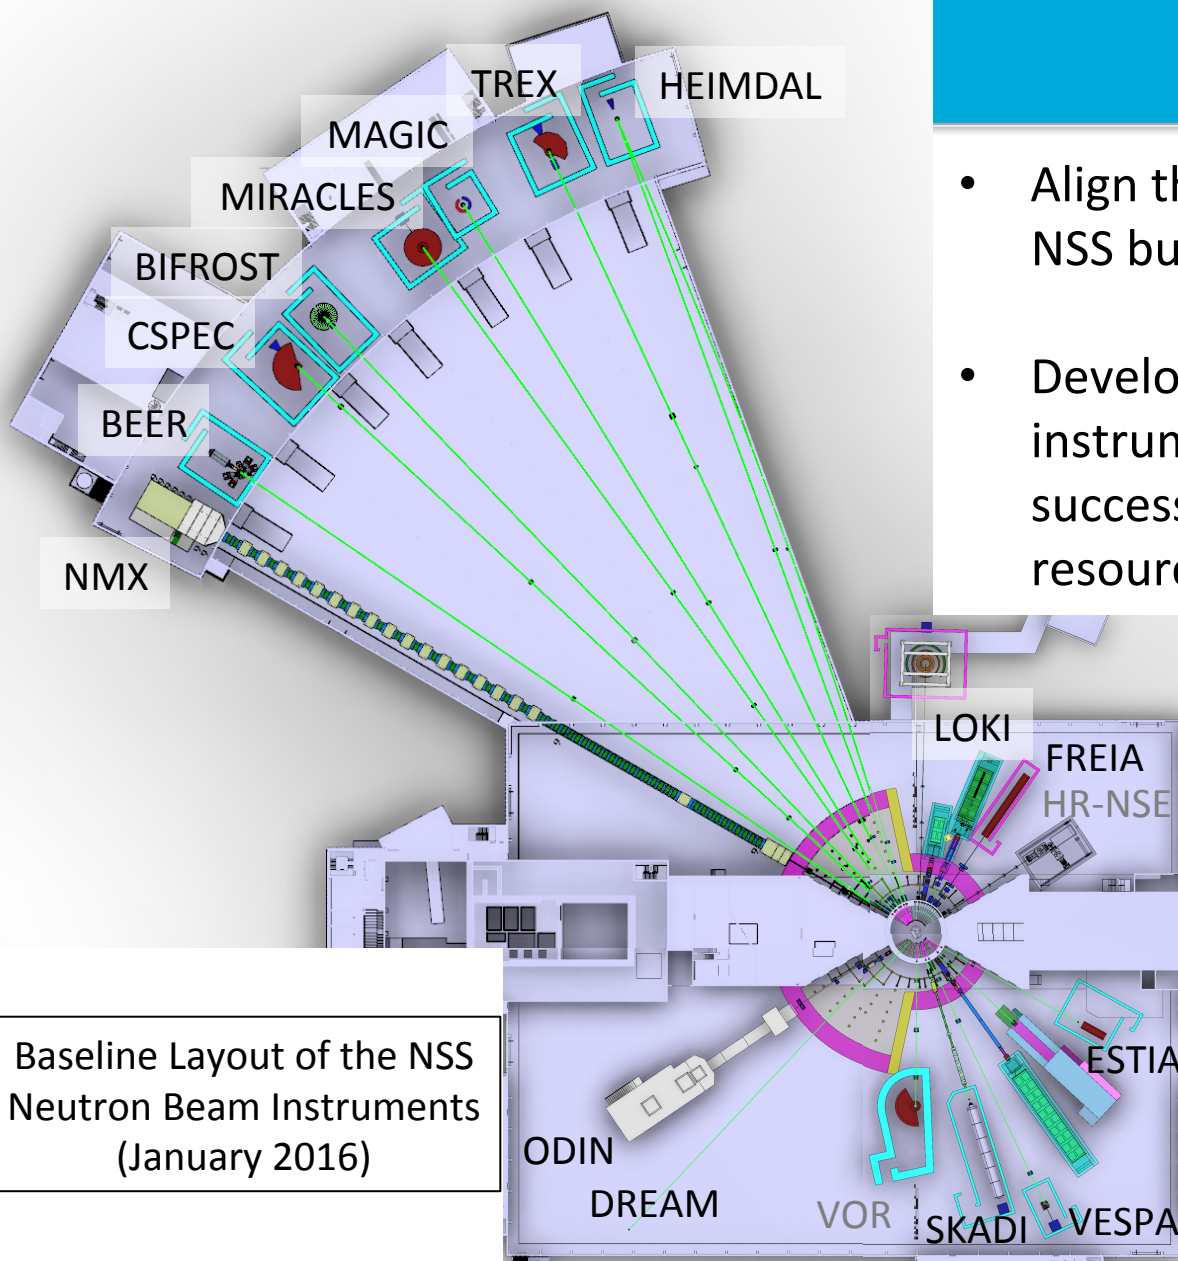 TREX
HEIMDAL
MAGIC
MIRACLES
BIFROST
CSPEC
BEER
NMX
• Align th
NSS bu
• Develo
instrum
success
resour
LOKI
FREIA
HR-NSE
ESTIA
ODIN
DREAM
VOR
SKADI
VESPA
Baseline Layout of the NSS
Neutron Beam Instruments
(January 2016)